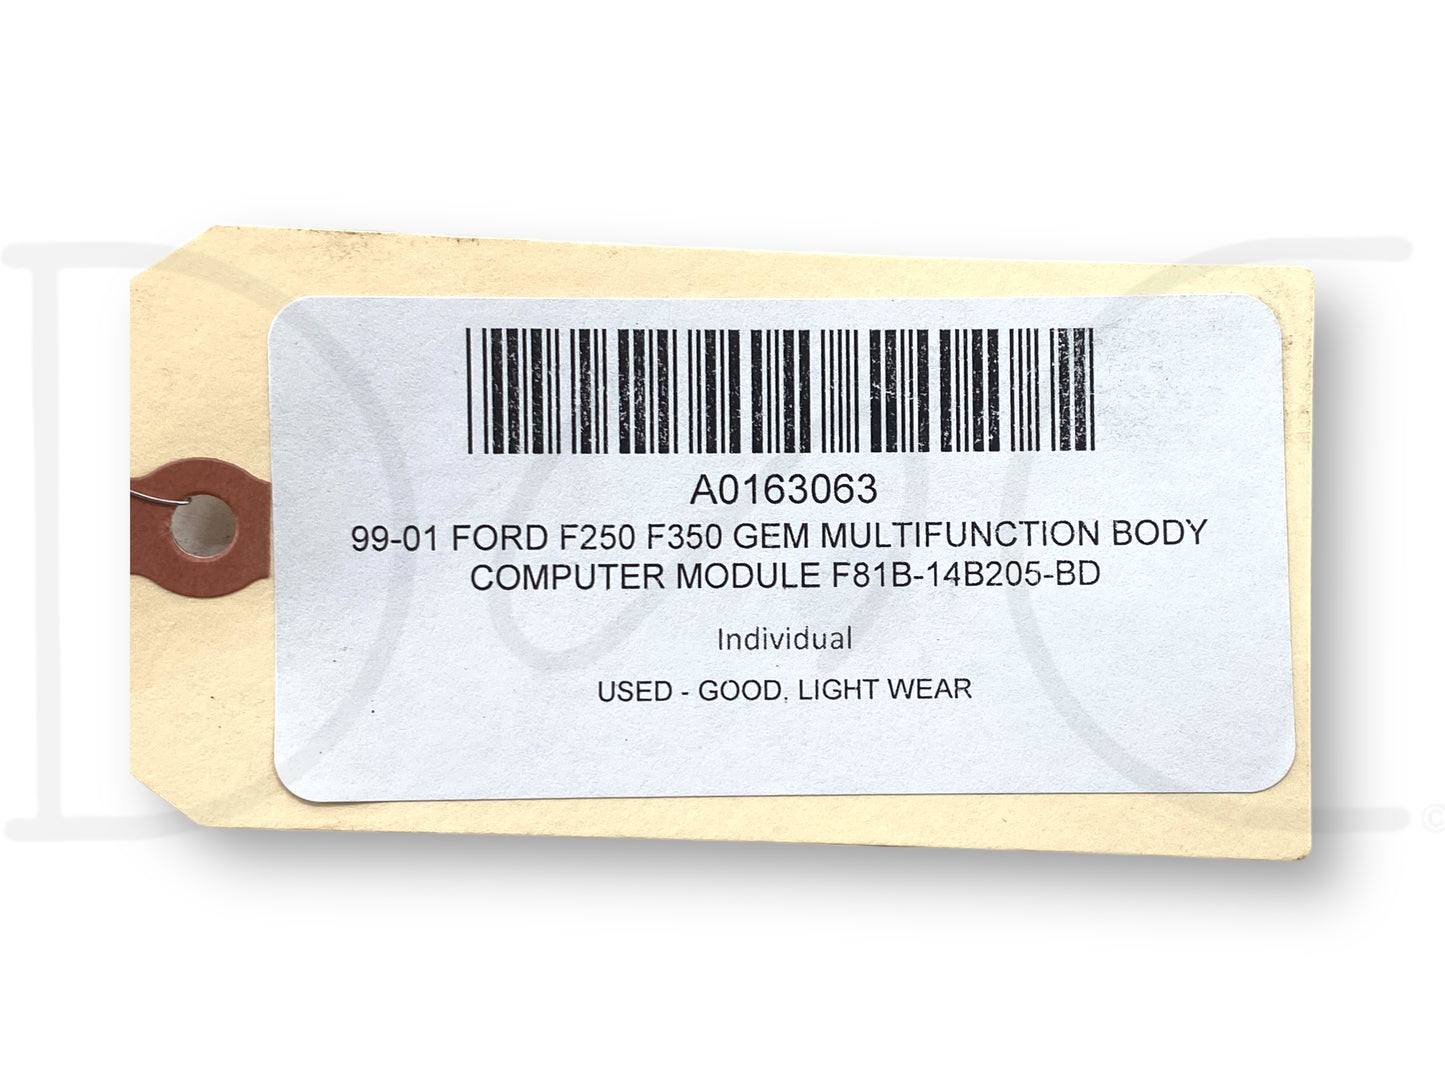 A0163063
99-01 FORD F250 F350 GEM MULTIFUNCTION BODY
COMPUTER MODULE F81B-14B205-BD
Individual
USED - GOOD, LIGHT WEAR